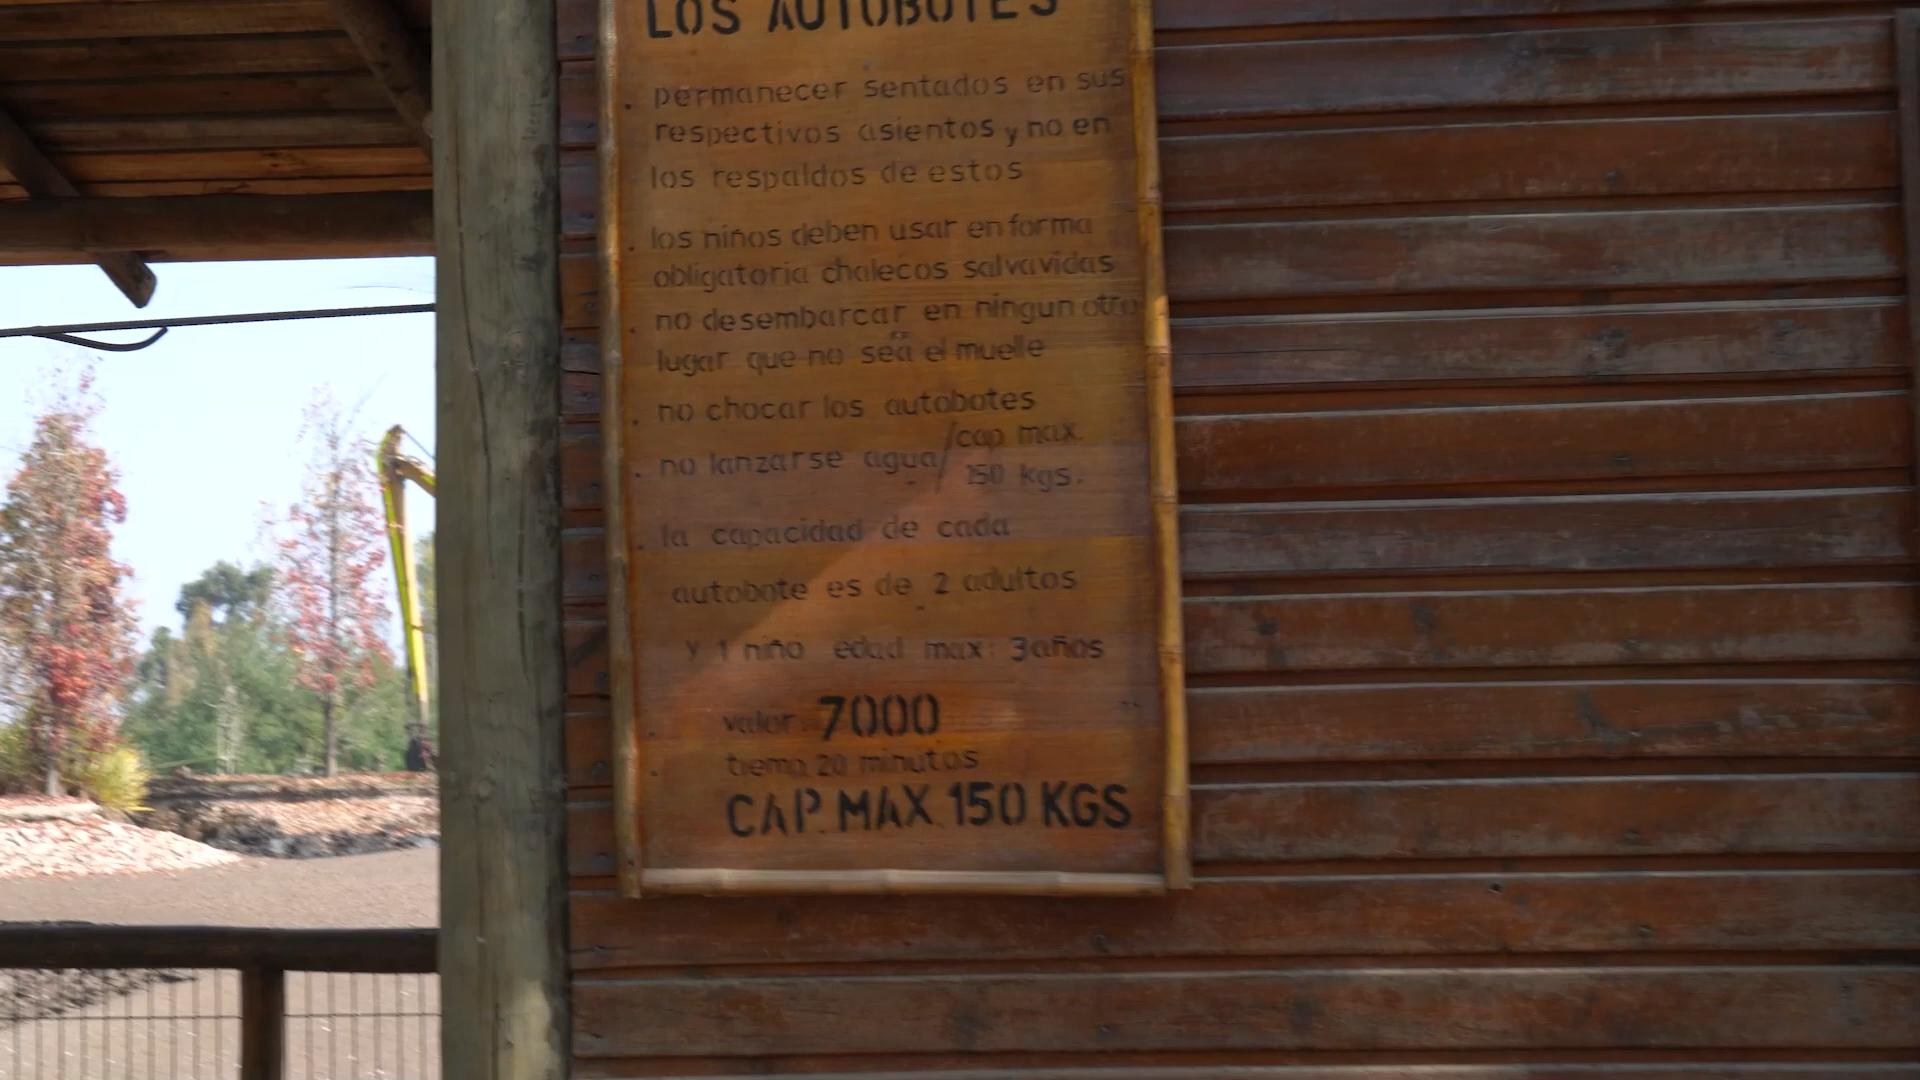 LOS AUTOBOTES
. permanecer sentados en sus
respectivos asientos y no en
los respaldos de estos
. los niños deben usar en forma
obligatoria chalecos salvavidas
. no desembarcar en ningun otro
lugar que no sea el muelle
. no chocar los autobotes
. no lanzarse agua / cap max.
150 kgs.
. la capacidad de cada
autobote es de 2 adultos
y 1 niño edad max: 3 años
. valor: 7000
. tiemp. 20 minutos
CAP. MAX. 150 KGS